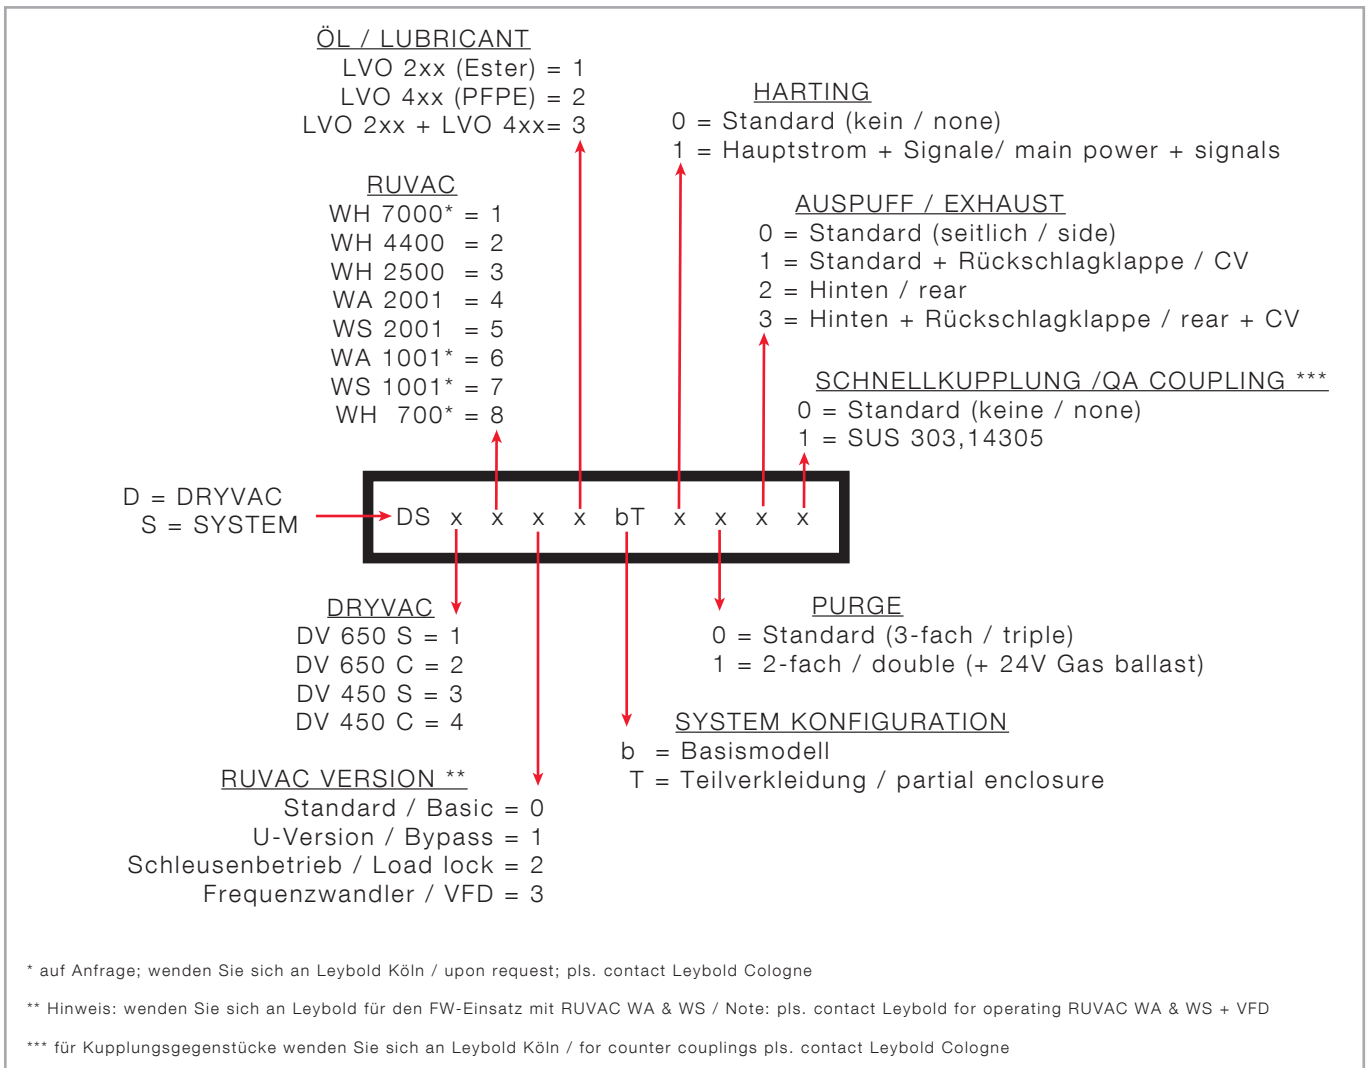 ÖL / LUBRICANT
LVO 2xx (Ester) = 1
LVO 4xx (PFPE) = 2
LVO 2xx + LVO 4xx= 3
HARTING
0 = Standard (kein / none)
1 = Hauptstrom + Signale/ main power + signals
RUVAC
WH 7000* = 1
WH 4400 = 2
WH 2500 = 3
WA 2001 = 4
WS 2001 = 5
WA 1001* = 6
WS 1001* = 7
WH 700* = 8
AUSPUFF / EXHAUST
0 = Standard (seitlich / side)
1 = Standard + Rückschlagklappe / CV
2 = Hinten / rear
3 = Hinten + Rückschlagklappe / rear + CV
SCHNELLKUPPLUNG /QA COUPLING ***
0 = Standard (keine / none)
1 = SUS 303,14305
D = DRYVAC
S = SYSTEM
DS x x x x bT x x x x
DRYVAC
DV 650 S = 1
DV 650 C = 2
DV 450 S = 3
DV 450 C = 4
PURGE
0 = Standard (3-fach / triple)
1 = 2-fach / double (+ 24V Gas ballast)
SYSTEM KONFIGURATION
b = Basismodell
T = Teilverkleidung / partial enclosure
RUVAC VERSION **
Standard / Basic = 0
U-Version / Bypass = 1
Schleusenbetrieb / Load lock = 2
Frequenzwandler / VFD = 3
* auf Anfrage; wenden Sie sich an Leybold Köln / upon request; pls. contact Leybold Cologne
** Hinweis: wenden Sie sich an Leybold für den FW-Einsatz mit RUVAC WA & WS / Note: pls. contact Leybold for operating RUVAC WA & WS + VFD
*** für Kupplungsgegenstücke wenden Sie sich an Leybold Köln / for counter couplings pls. contact Leybold Cologne